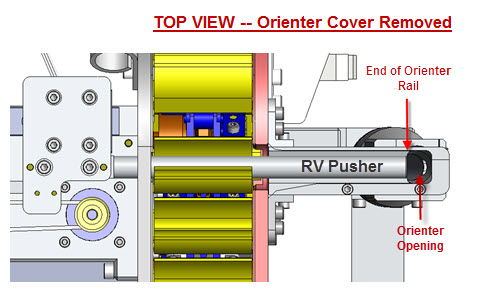 TOP VIEW -- Orienter Cover Removed
End of Orienter
Rail
RV Pusher
Orienter
Opening